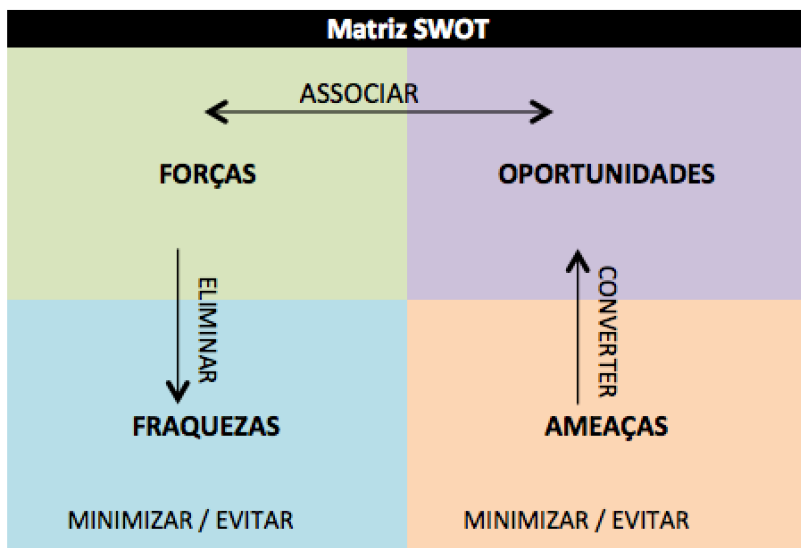 Matriz SWOT
ASSOCIAR
FORÇAS
OPORTUNIDADES
ELIMINAR
CONVERTER
FRAQUEZAS
AMEAÇAS
MINIMIZAR / EVITAR
MINIMIZAR / EVITAR